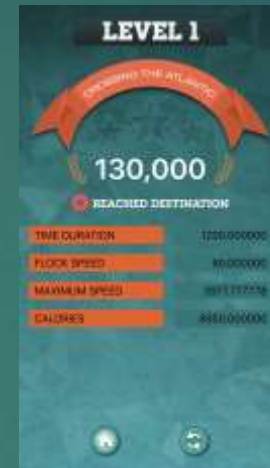 LEVEL 1
CROSSING THE ATLANTIC
130,000
REACHED DESTINATION
TIME DURATION 1200.000000
FLOCK SPEED
MAXIMUM SPEED
CALORIES